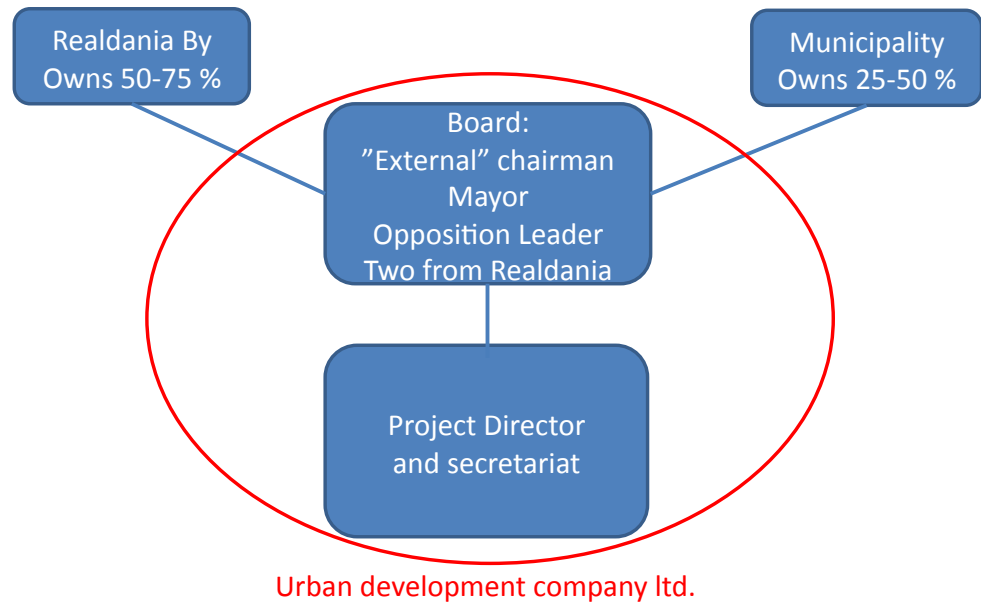 Realdania By
Owns 50-75 %
Municipality
Owns 25-50 %
Board:
”External” chairman
Mayor
Opposition Leader
Two from Realdania
Project Director
and secretariat
Urban development company ltd.